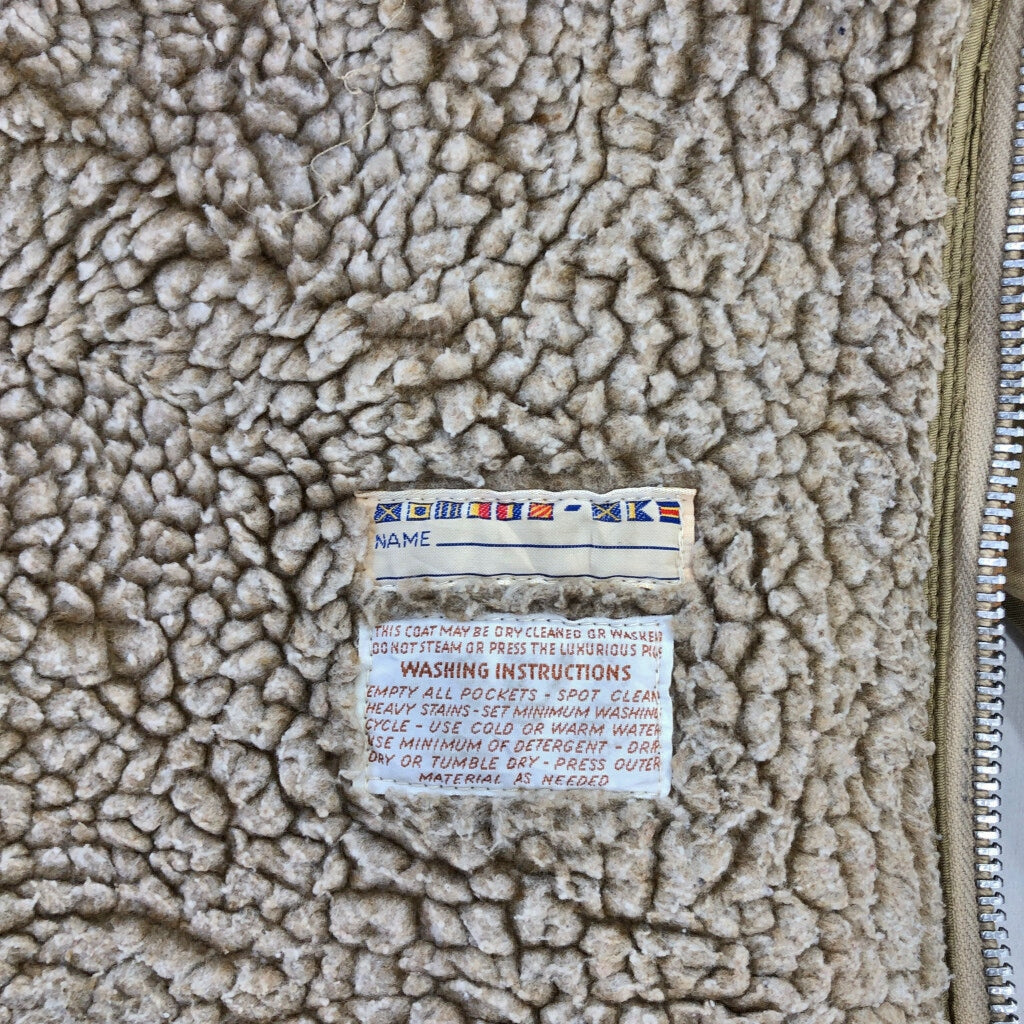 NAME
THIS COAT MAY BE DRY CLEANED OR WASHED
DO NOT STEAM OR PRESS THE LUXURIOUS PILE
WASHING INSTRUCTIONS
EMPTY ALL POCKETS - SPOT CLEAN
HEAVY STAINS - SET MINIMUM WASHING
CYCLE - USE COLD OR WARM WATER
USE MINIMUM OF DETERGENT - DRIP
DRY OR TUMBLE DRY - PRESS OUTER
MATERIAL AS NEEDED